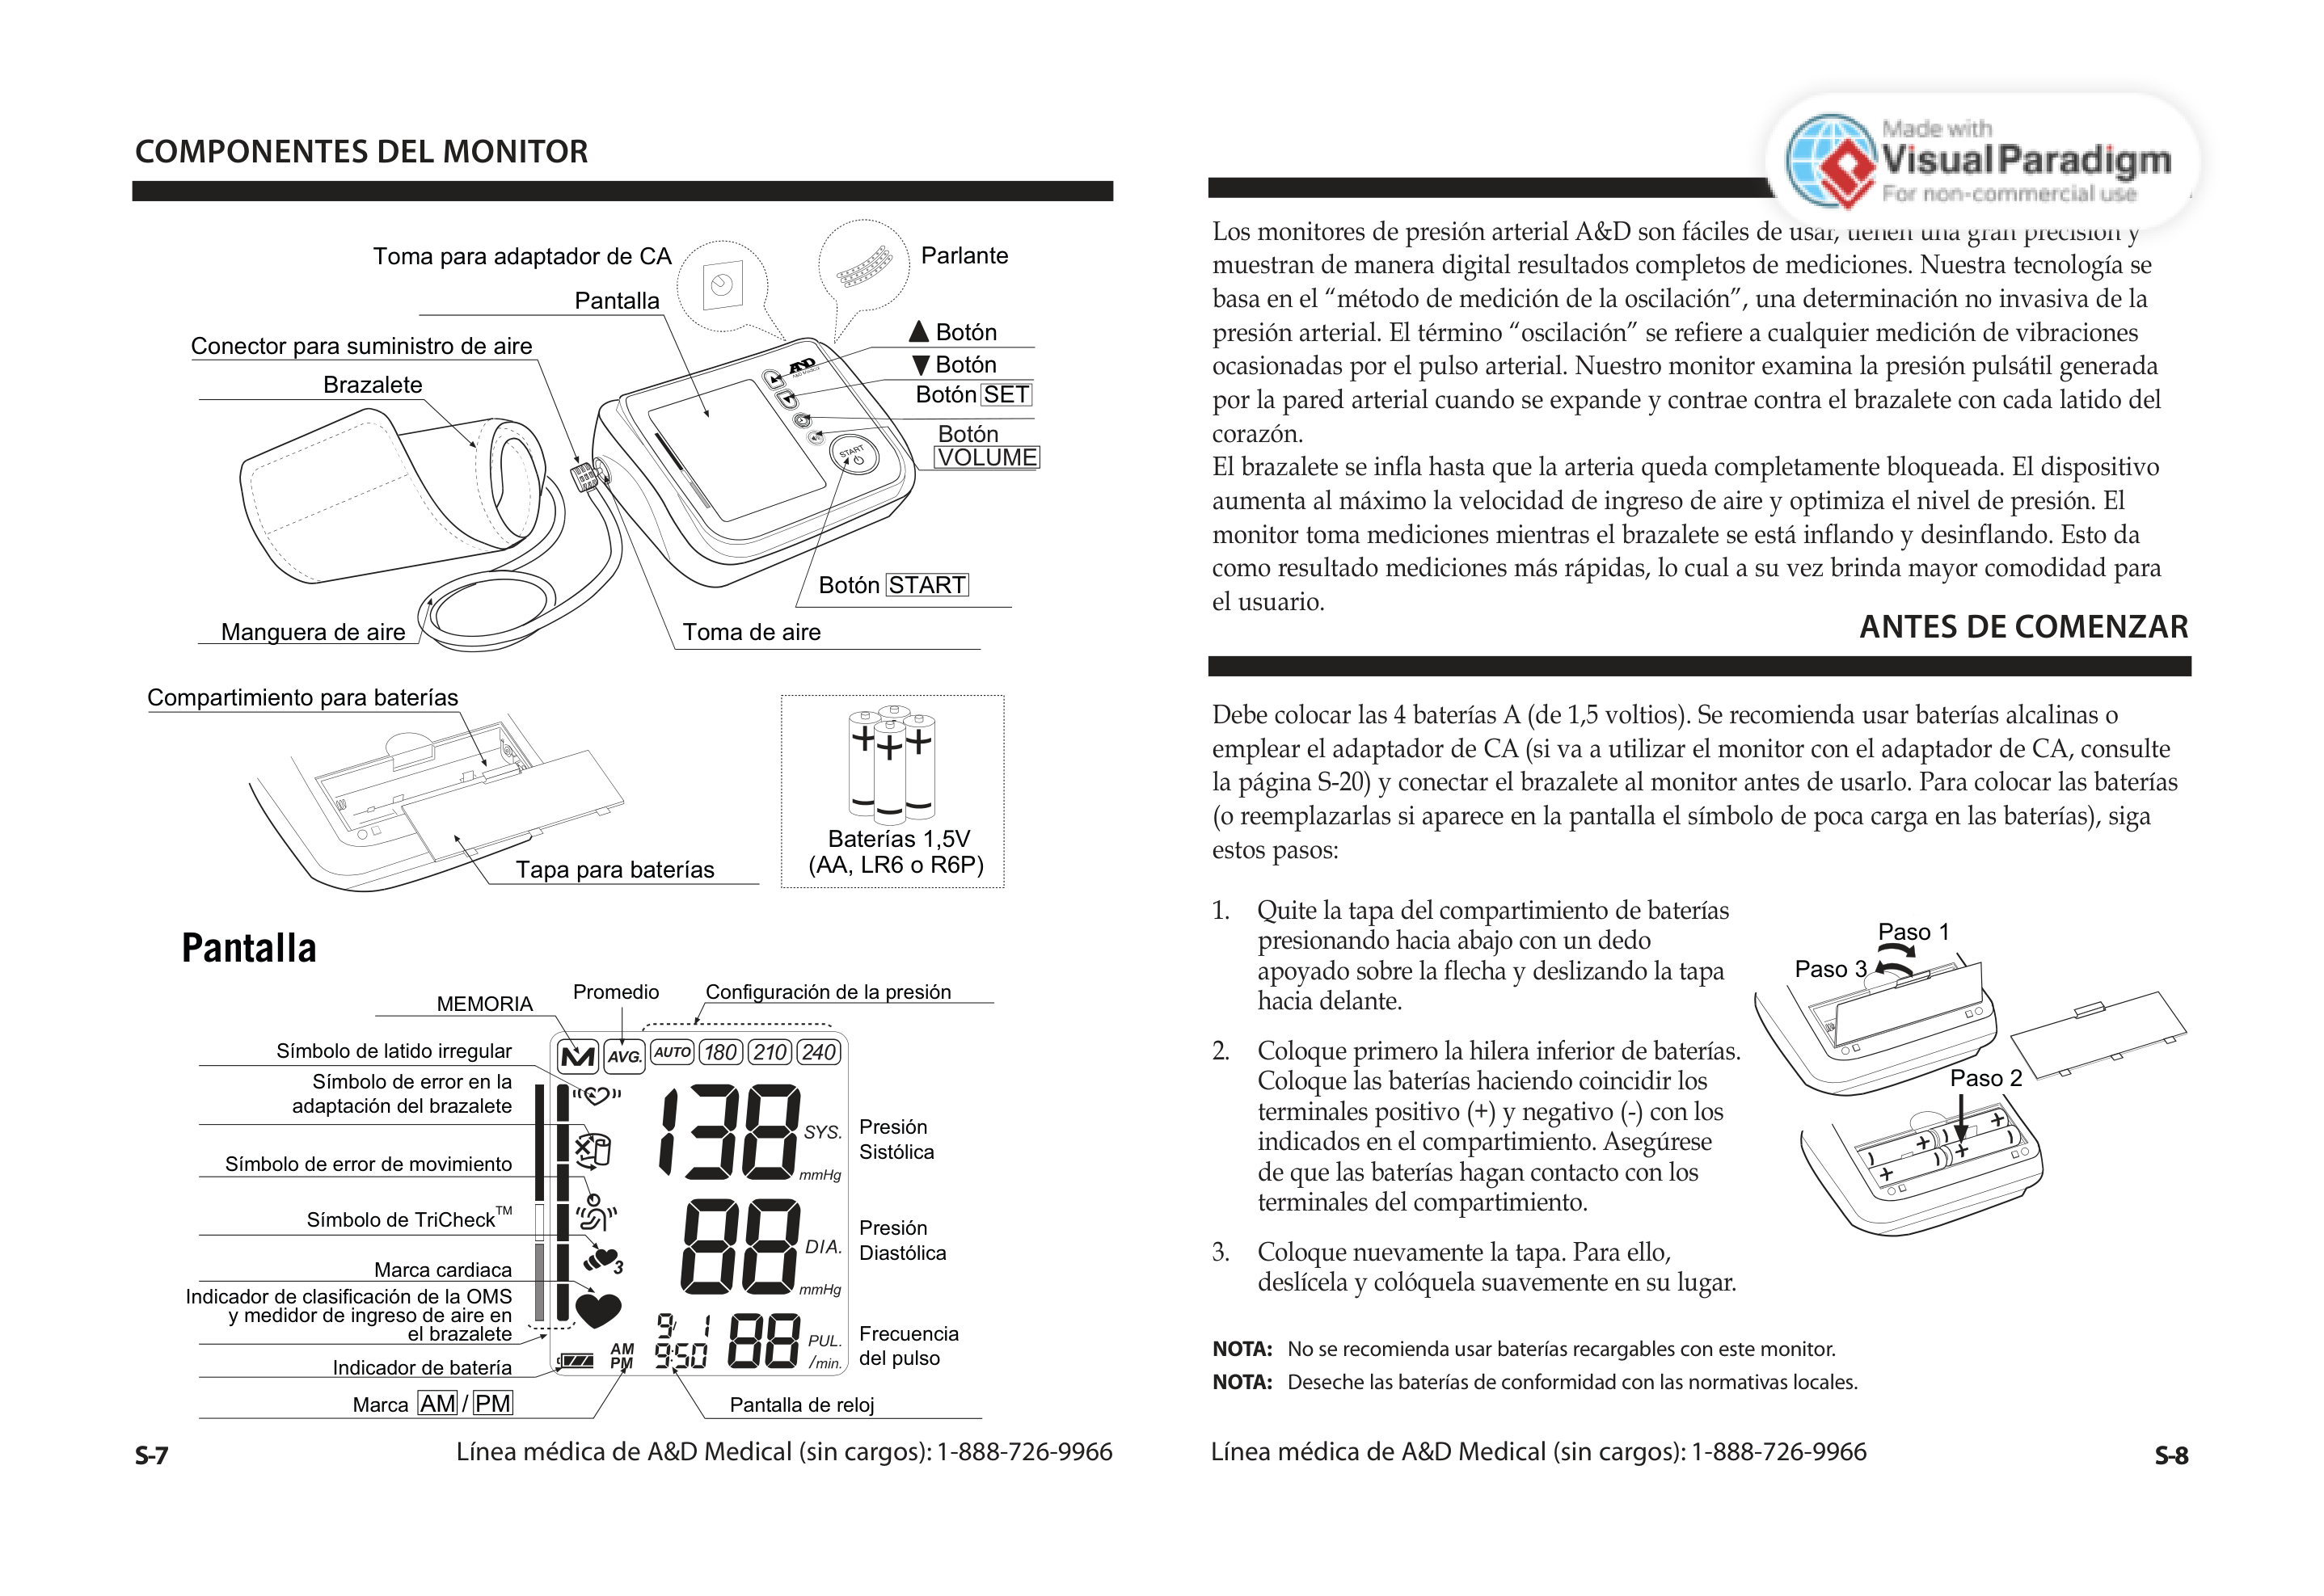 COMPONENTES DEL MONITOR
Toma para adaptador de CA
Parlante
Pantalla
▲ Botón
Conector para suministro de aire
▼ Botón
Brazalete
Botón SET
Botón
VOLUME
A&D
START
Botón START
Manguera de aire
Toma de aire
Compartimiento para baterías
Tapa para baterías
Baterías 1,5V
(AA, LR6 o R6P)
Pantalla
MEMORIA
Promedio
Configuración de la presión
M AVG. AUTO 180 210 240
Símbolo de latido irregular
Símbolo de error en la
adaptación del brazalete
Símbolo de error de movimiento
Símbolo de TriCheck™
Marca cardiaca
Indicador de clasificación de la OMS
y medidor de ingreso de aire en
el brazalete
Indicador de batería
Marca AM / PM
138 SYS.
mmHg
Presión
Sistólica
88 DIA.
mmHg
Presión
Diastólica
3
9/ 1
AM
PM
9:50
88 PUL.
/min.
Frecuencia
del pulso
Pantalla de reloj
S-7
Línea médica de A&D Medical (sin cargos): 1-888-726-9966
Made with
Visual Paradigm
For non-commercial use
Los monitores de presión arterial A&D son fáciles de usar, tienen una gran precisión y
muestran de manera digital resultados completos de mediciones. Nuestra tecnología se
basa en el “método de medición de la oscilación”, una determinación no invasiva de la
presión arterial. El término “oscilación” se refiere a cualquier medición de vibraciones
ocasionadas por el pulso arterial. Nuestro monitor examina la presión pulsátil generada
por la pared arterial cuando se expande y contrae contra el brazalete con cada latido del
corazón.
El brazalete se infla hasta que la arteria queda completamente bloqueada. El dispositivo
aumenta al máximo la velocidad de ingreso de aire y optimiza el nivel de presión. El
monitor toma mediciones mientras el brazalete se está inflando y desinflando. Esto da
como resultado mediciones más rápidas, lo cual a su vez brinda mayor comodidad para
el usuario.
ANTES DE COMENZAR
Debe colocar las 4 baterías A (de 1,5 voltios). Se recomienda usar baterías alcalinas o
emplear el adaptador de CA (si va a utilizar el monitor con el adaptador de CA, consulte
la página S-20) y conectar el brazalete al monitor antes de usarlo. Para colocar las baterías
(o reemplazarlas si aparece en la pantalla el símbolo de poca carga en las baterías), siga
estos pasos:
1. Quite la tapa del compartimiento de baterías
presionando hacia abajo con un dedo
apoyado sobre la flecha y deslizando la tapa
hacia delante.
2. Coloque primero la hilera inferior de baterías.
Coloque las baterías haciendo coincidir los
terminales positivo (+) y negativo (-) con los
indicados en el compartimiento. Asegúrese
de que las baterías hagan contacto con los
terminales del compartimiento.
3. Coloque nuevamente la tapa. Para ello,
deslícela y colóquela suavemente en su lugar.
Paso 1
Paso 3
Paso 2
NOTA: No se recomienda usar baterías recargables con este monitor.
NOTA: Deseche las baterías de conformidad con las normativas locales.
Línea médica de A&D Medical (sin cargos): 1-888-726-9966
S-8